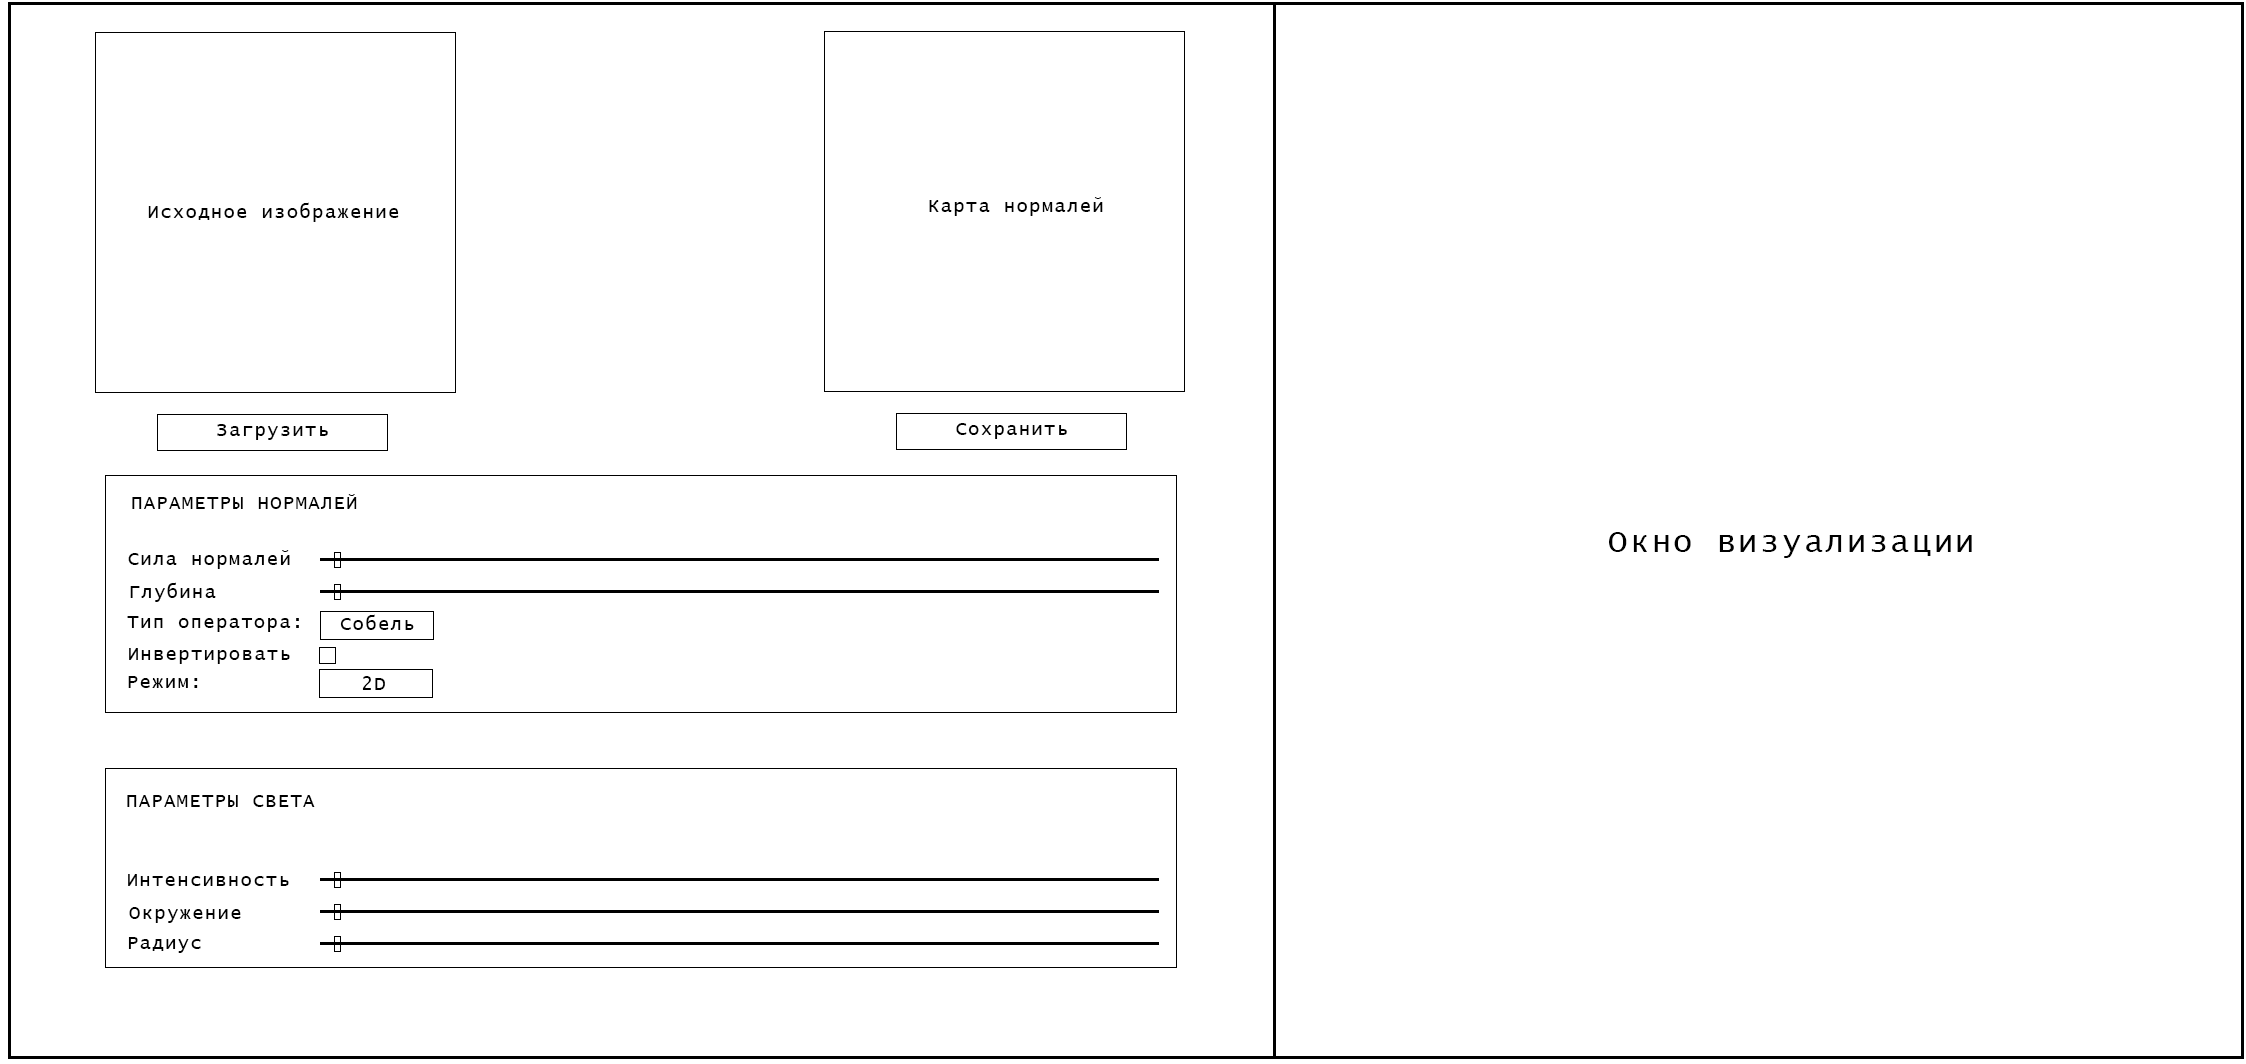 Исходное изображение
Карта нормалей
Загрузить
Сохранить
ПАРАМЕТРЫ НОРМАЛЕЙ
Сила нормалей
Глубина
Тип оператора: Собель
Инвертировать
Режим: 2D
ПАРАМЕТРЫ СВЕТА
Интенсивность
Окружение
Радиус
Окно визуализации